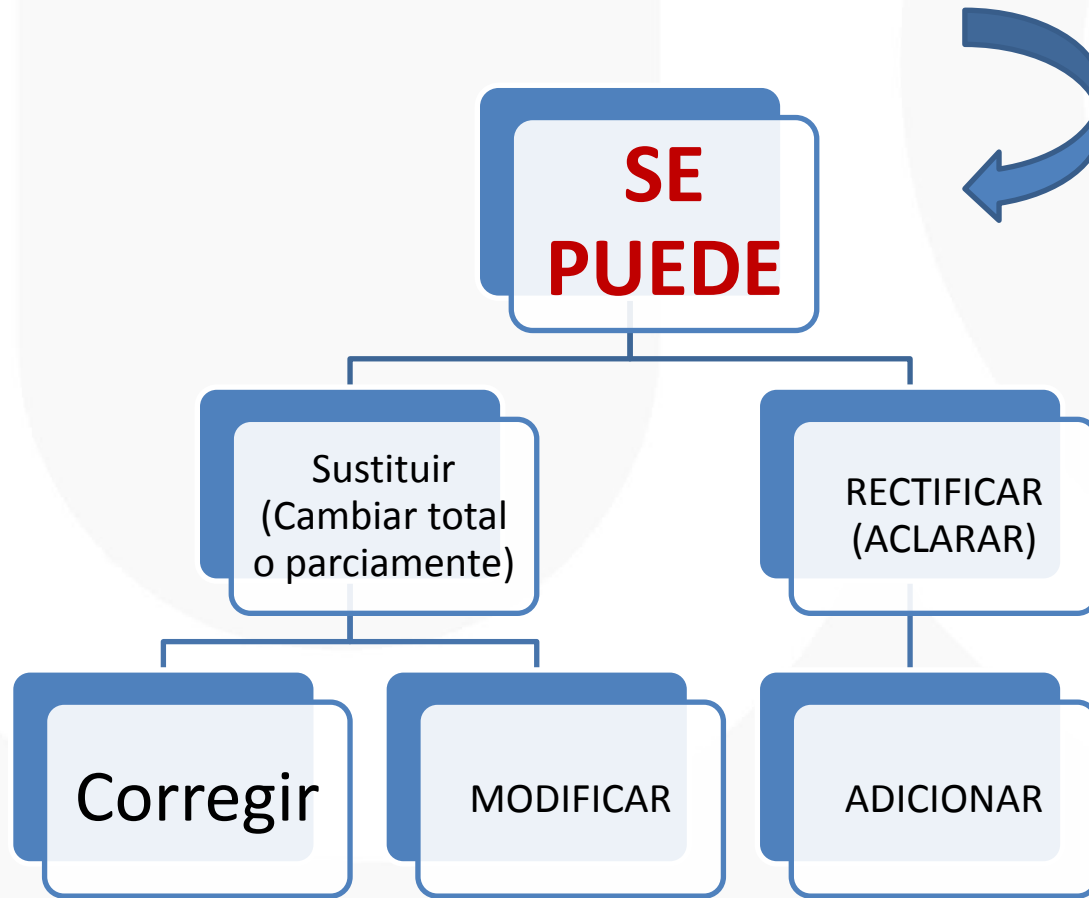 SE
PUEDE
Sustituir
(Cambiar total
o parciamente)
RECTIFICAR
(ACLARAR)
Corregir
MODIFICAR
ADICIONAR